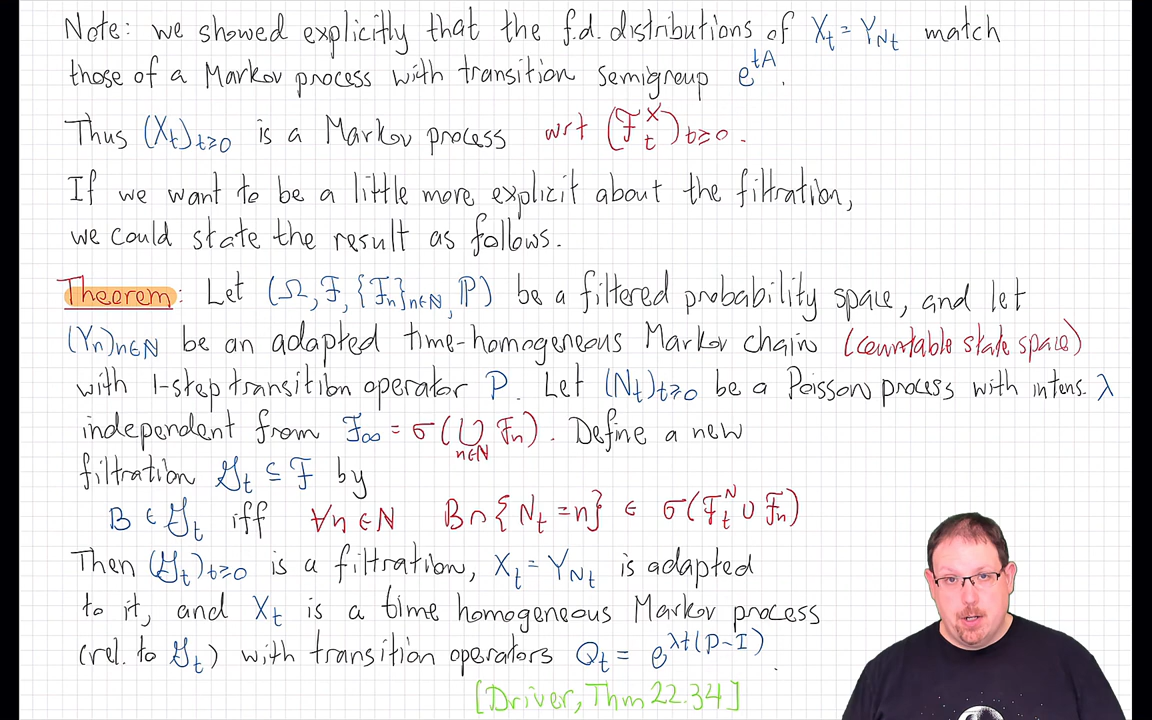 Note: we showed explicitly that the f.d. distributions of X_t = Y_{N_t} match
those of a Markov process with transition semigroup e^{tA}.
Thus (X_t)_{t≥0} is a Markov process wrt (ℱ_t^X)_{t≥0}.
If we want to be a little more explicit about the filtration,
we could state the result as follows.
Theorem: Let (Ω, ℱ, {ℱ_n}_{n∈ℕ}, ℙ) be a filtered probability space, and let
(Y_n)_{n∈ℕ} be an adapted time-homogeneous Markov chain (countable state space)
with 1-step transition operator P. Let (N_t)_{t≥0} be a Poisson process with intens. λ
independent from ℱ_∞ = σ(⋃_{n∈ℕ} ℱ_n). Define a new
filtration 𝒢_t ⊆ ℱ by
B ∈ 𝒢_t iff ∀n ∈ ℕ B ∩ {N_t = n} ∈ σ(ℱ_t^N ∪ ℱ_n)
Then (𝒢_t)_{t≥0} is a filtration, X_t = Y_{N_t} is adapted
to it, and X_t is a time homogeneous Markov process
(rel. to 𝒢_t) with transition operators Q_t = e^{λt(P-I)}.
[Driver, Thm 22.34]